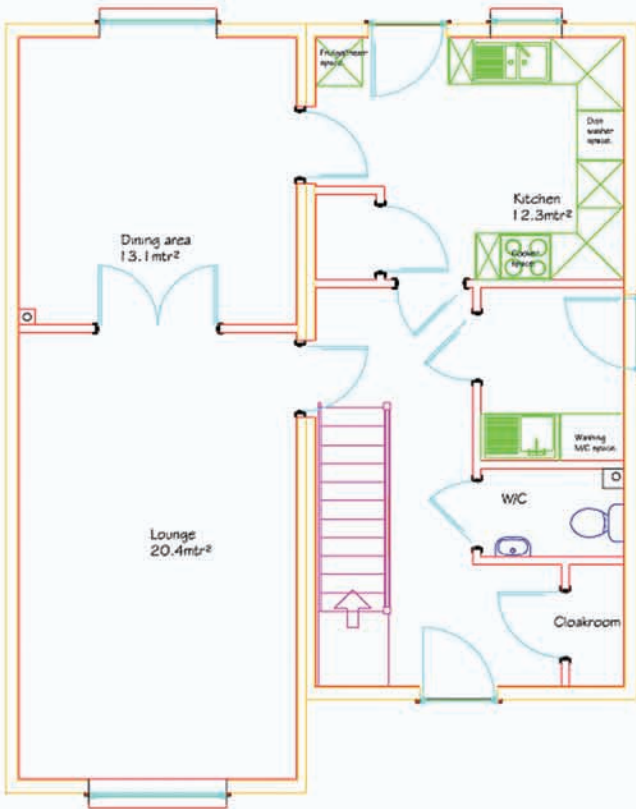 Fridge/freezer
space.
Dish
washer
space.
Kitchen
12.3mtr²
Dining area
13.1mtr²
Cooker
space.
Washing
M/C space.
W/C
Lounge
20.4mtr²
Cloakroom